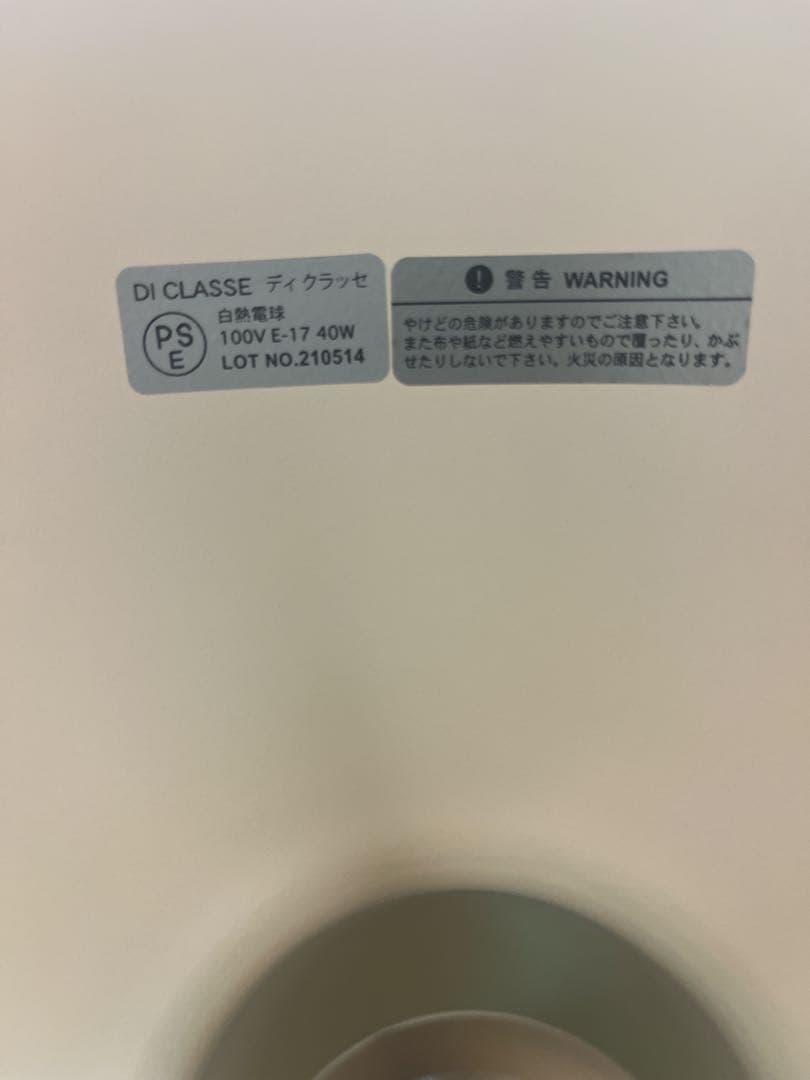 DI CLASSE ディ クラッセ
PS
E
白熱電球
100V E-17 40W
LOT NO.210514
! 警告 WARNING
やけどの危険がありますのでご注意下さい。
また布や紙など燃えやすいもので覆ったり、かぶ
せたりしないで下さい。火災の原因となります。